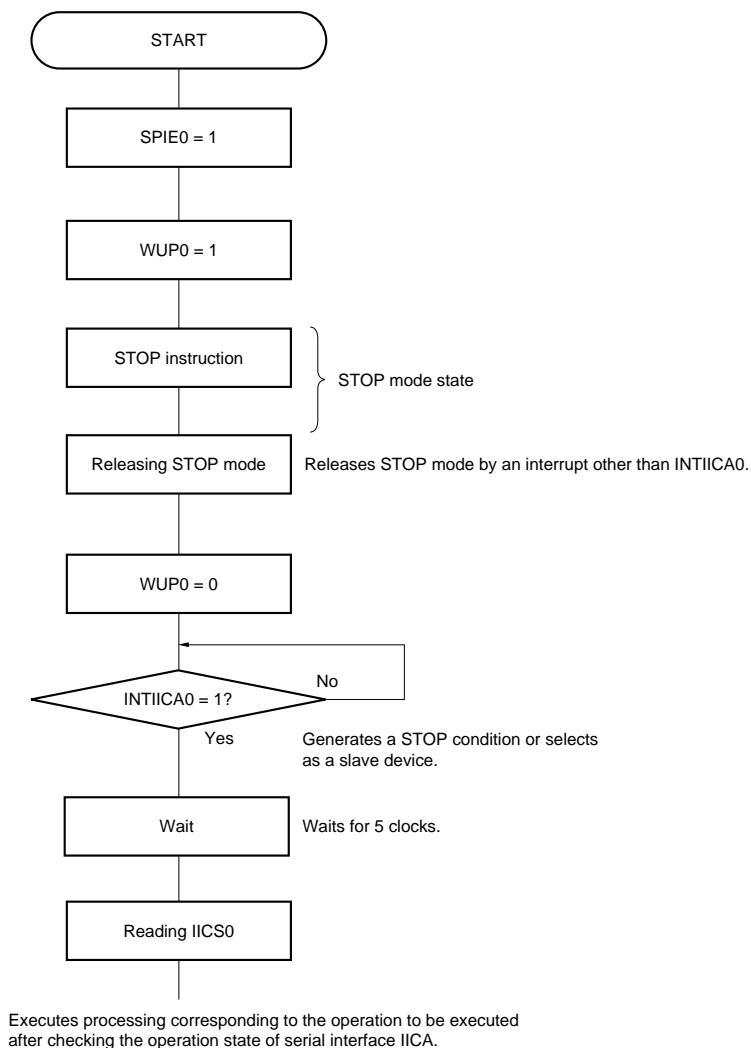 START
SPIE0 = 1
WUP0 = 1
STOP instruction
STOP mode state
Releasing STOP mode
Releases STOP mode by an interrupt other than INTIICA0.
WUP0 = 0
No
INTIICA0 = 1?
Yes
Generates a STOP condition or selects
as a slave device.
Wait
Waits for 5 clocks.
Reading IICS0
Executes processing corresponding to the operation to be executed
after checking the operation state of serial interface IICA.